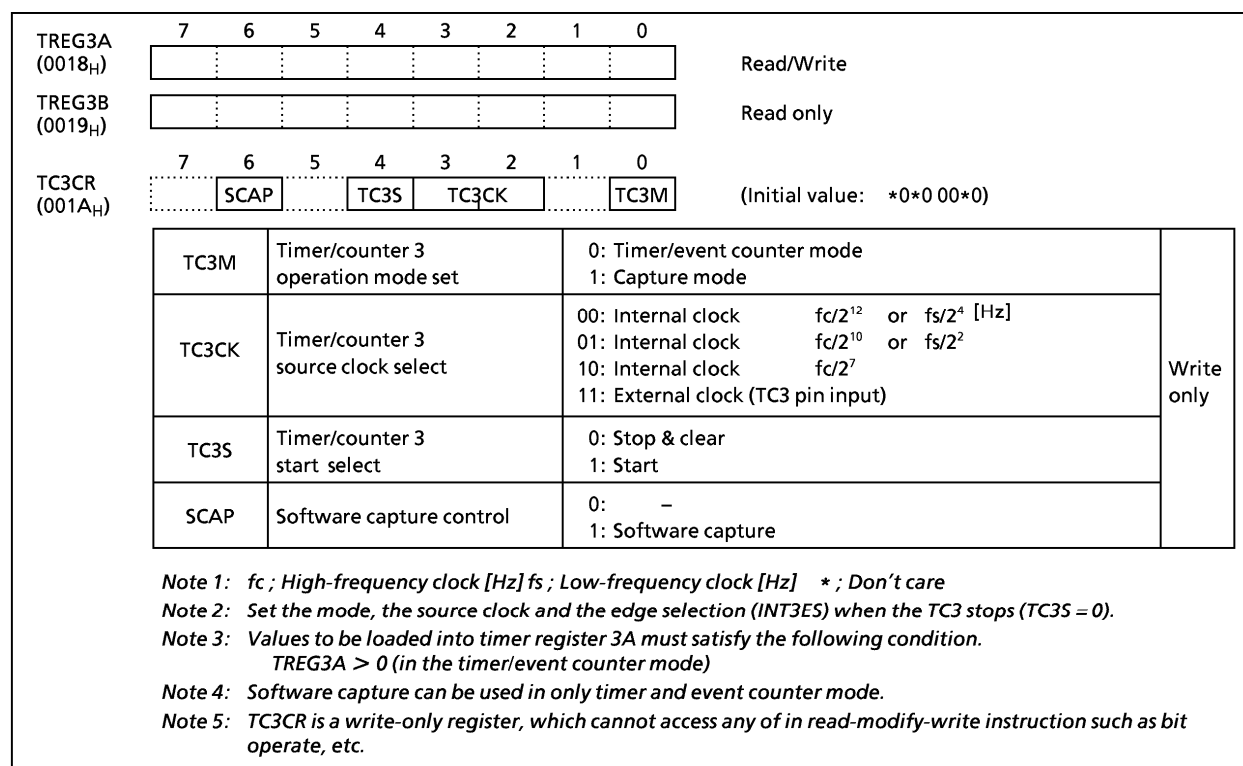 7 6 5 4 3 2 1 0
TREG3A
(0018H)
Read/Write
TREG3B
(0019H)
Read only
7 6 5 4 3 2 1 0
TC3CR
(001AH)
SCAP TC3S TC3CK TC3M (Initial value: *0*0 00*0)
TC3M
Timer/counter 3
operation mode set
0: Timer/event counter mode
1: Capture mode
TC3CK
Timer/counter 3
source clock select
00: Internal clock fc/2¹² or fs/2⁴ [Hz]
01: Internal clock fc/2¹⁰ or fs/2²
10: Internal clock fc/2⁷
11: External clock (TC3 pin input)
TC3S
Timer/counter 3
start select
0: Stop & clear
1: Start
SCAP
Software capture control
0: –
1: Software capture
Write
only
Note 1: fc ; High-frequency clock [Hz] fs ; Low-frequency clock [Hz] * ; Don't care
Note 2: Set the mode, the source clock and the edge selection (INT3ES) when the TC3 stops (TC3S = 0).
Note 3: Values to be loaded into timer register 3A must satisfy the following condition.
TREG3A > 0 (in the timer/event counter mode)
Note 4: Software capture can be used in only timer and event counter mode.
Note 5: TC3CR is a write-only register, which cannot access any of in read-modify-write instruction such as bit
operate, etc.